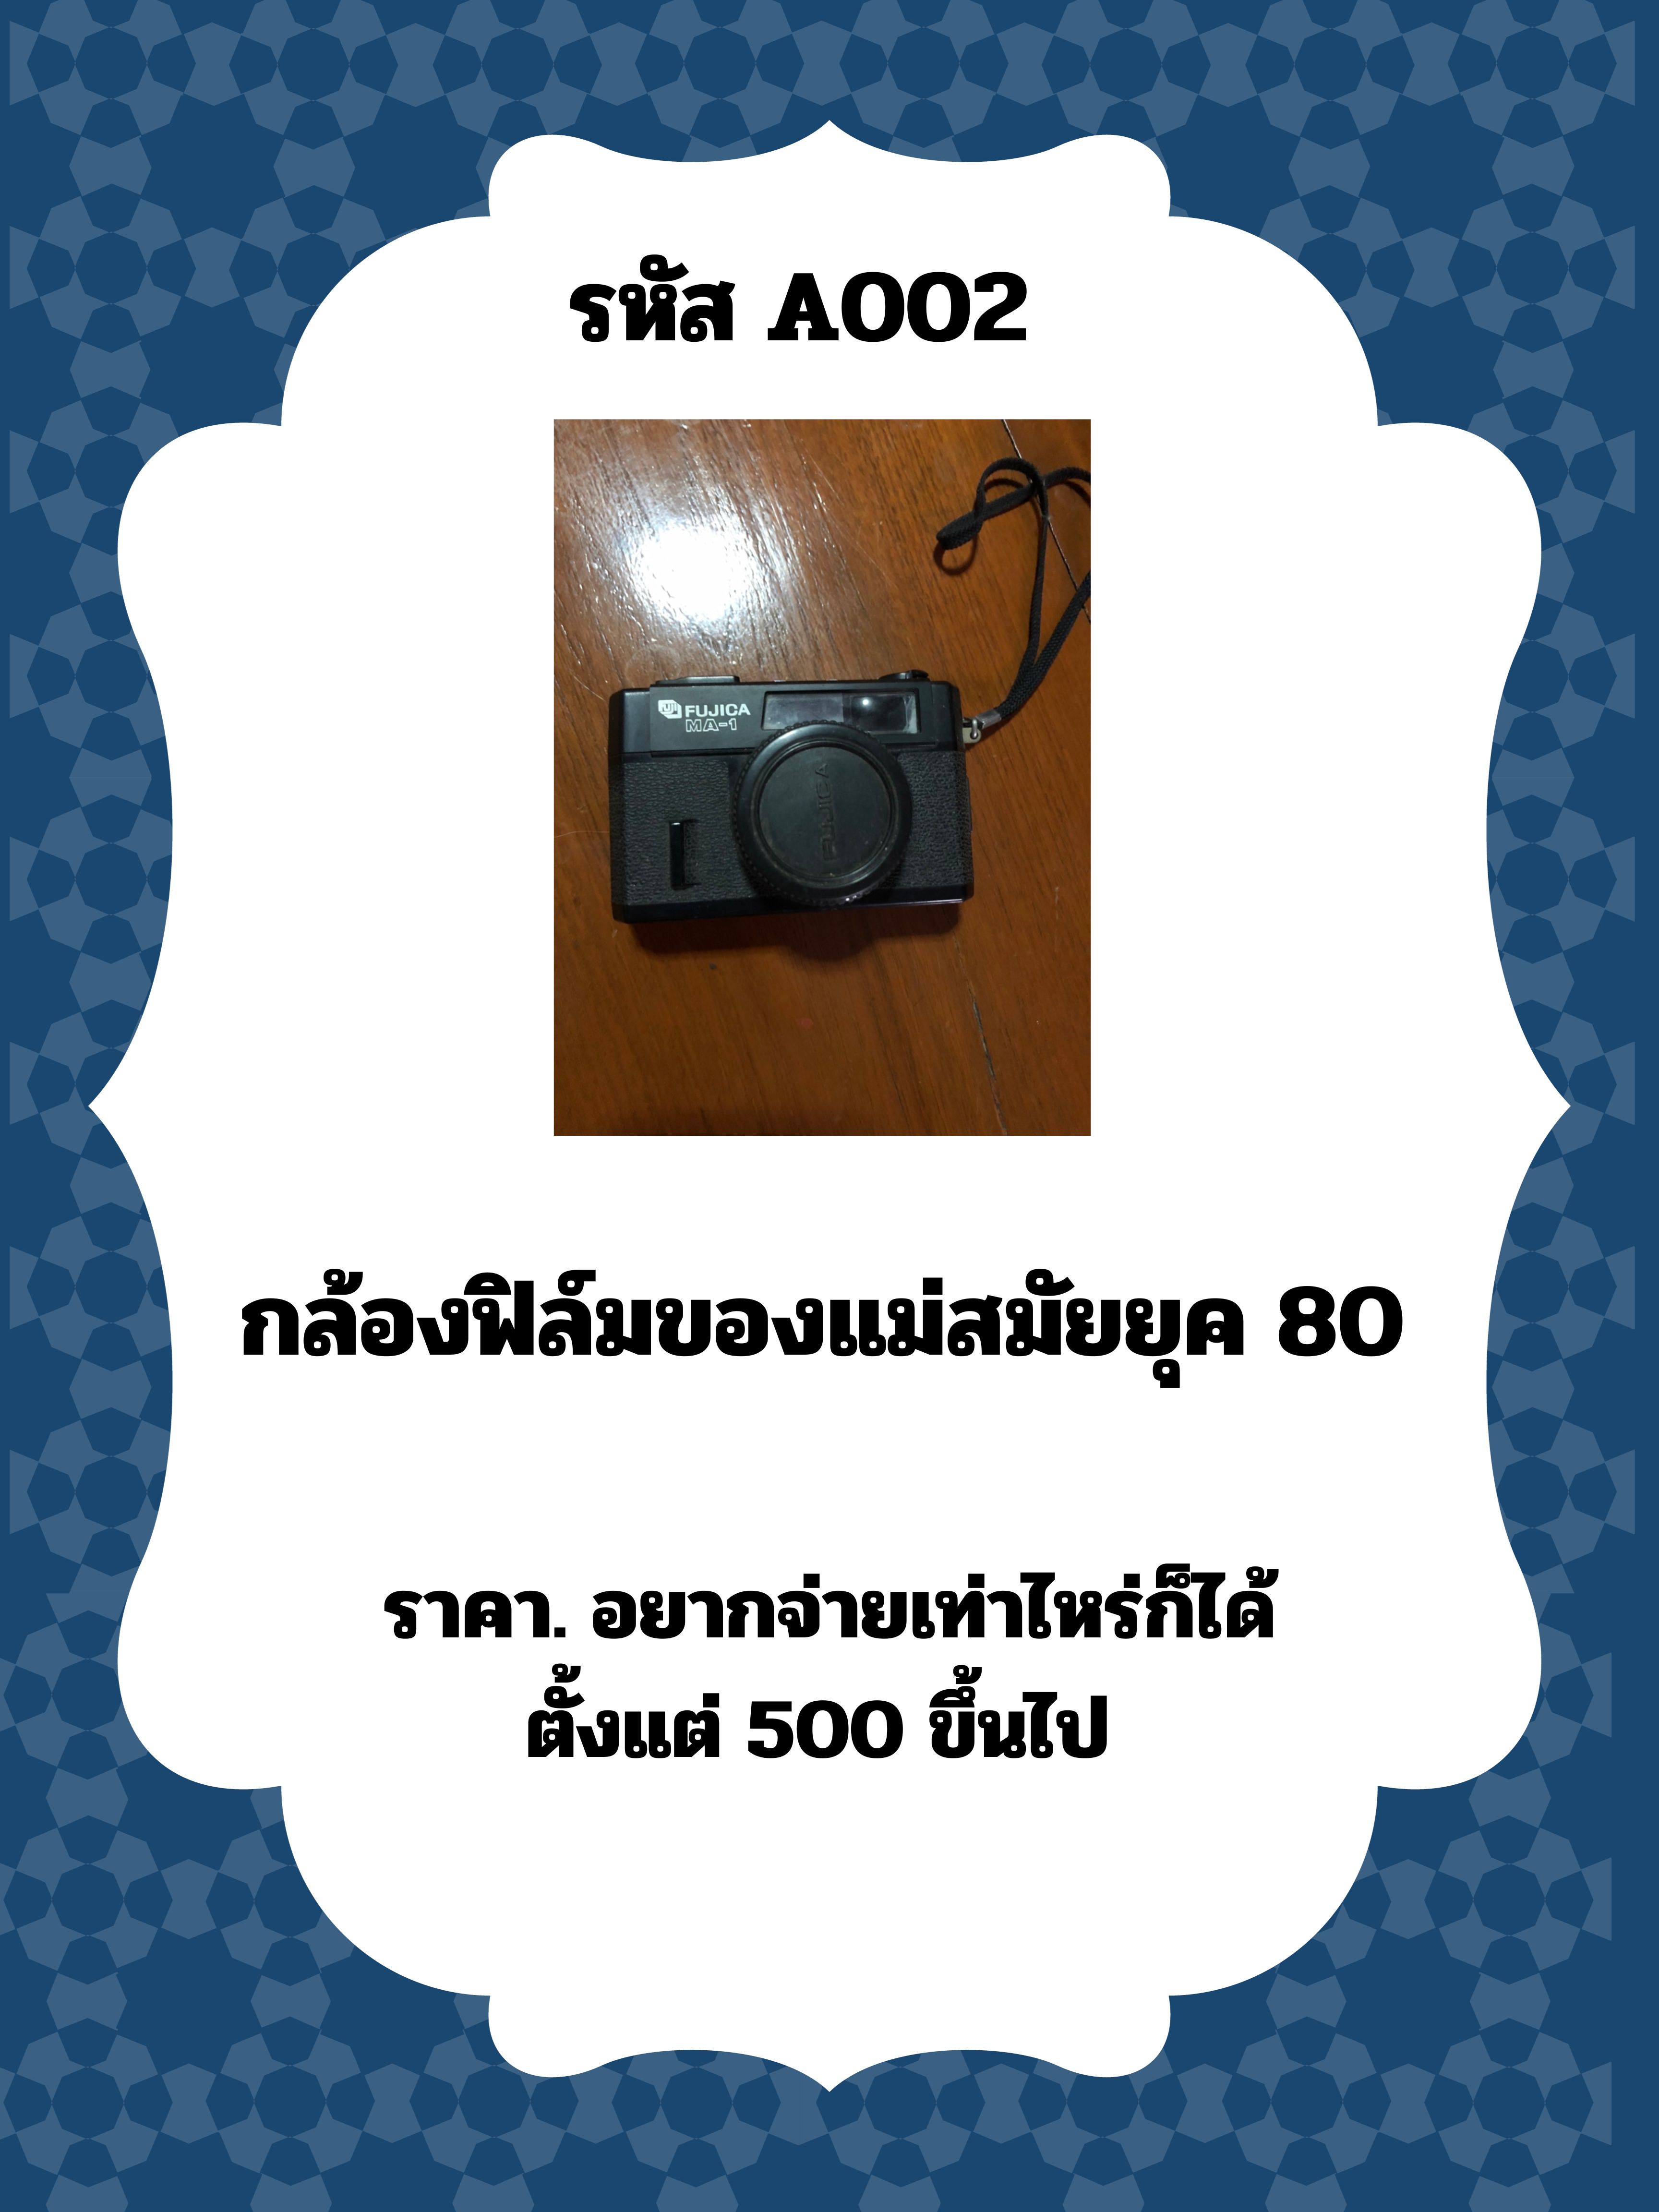 รหัส A002
FUJI FUJICA
MA-1
FUJICA
กล้องฟิล์มของแม่สมัยยุค 80
ราคา. อยากจ่ายเท่าไหร่ก็ได้
ตั้งแต่ 500 ขึ้นไป